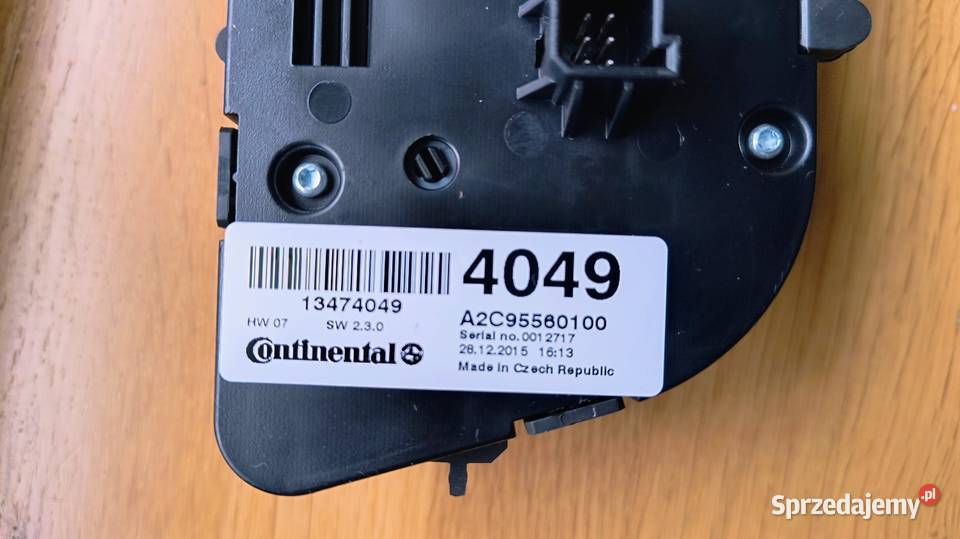 4049
13474049
A2C95560100
HW 07 SW 2.3.0
Serial no.0012717
Continental
28.12.2015 16:13
Made in Czech Republic
Sprzedajemy.pl